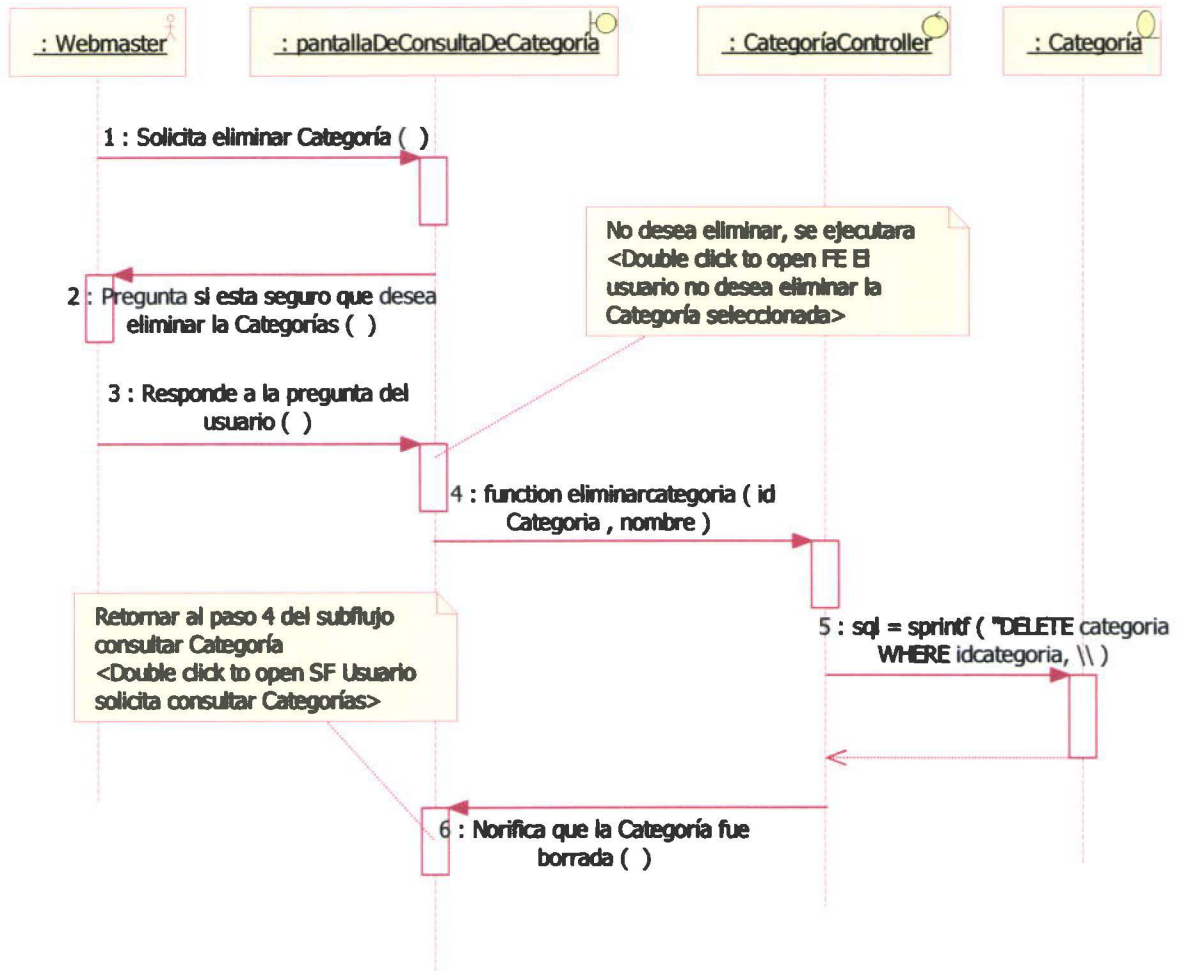 : Webmaster
: pantallaDeConsultaDeCategoría
: CategoríaController
: Categoría
1 : Solicita eliminar Categoría ( )
No desea eliminar, se ejecutara
<Double click to open FE El
usuario no desea eliminar la
Categoría seleccionada>
2 : Pregunta si esta seguro que desea
eliminar la Categorías ( )
3 : Responde a la pregunta del
usuario ( )
4 : function eliminarcategoria ( id
Categoria , nombre )
Retornar al paso 4 del subflujo
consultar Categoría
<Double click to open SF Usuario
solicita consultar Categorías>
5 : sql = sprintf ( "DELETE categoria
WHERE idcategoria, \\ )
6 : Norifica que la Categoría fue
borrada ( )